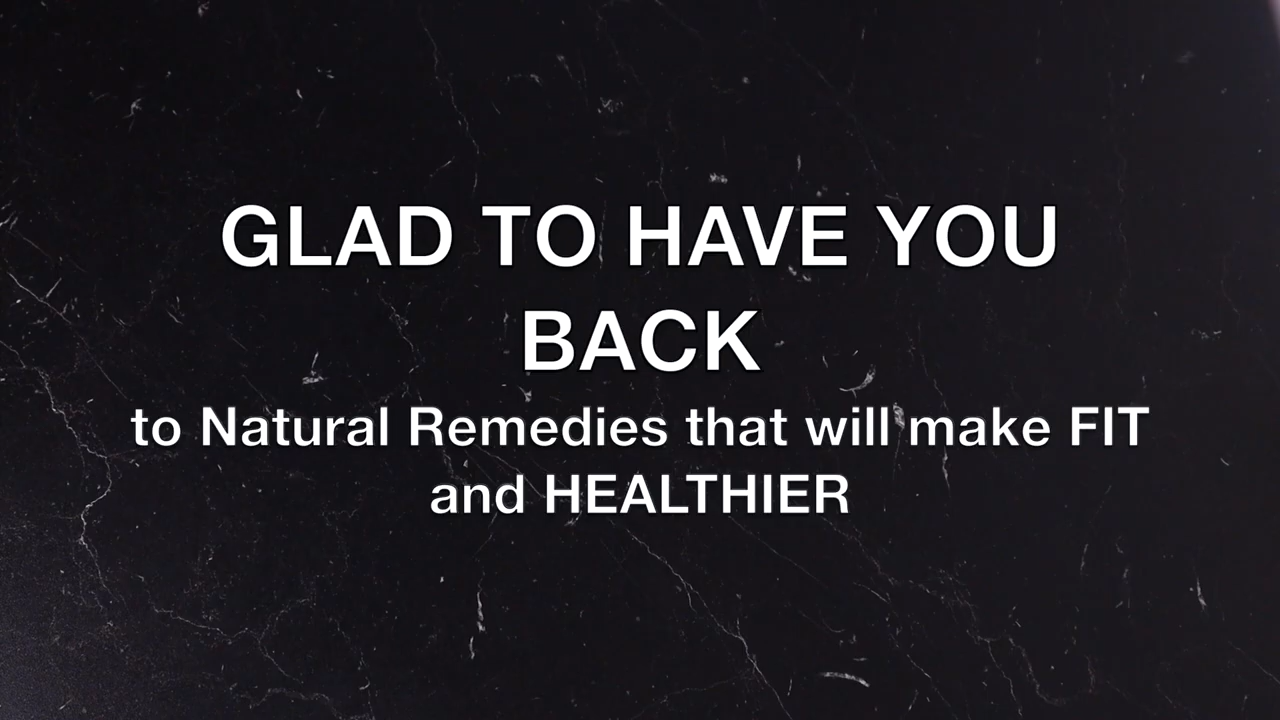 GLAD TO HAVE YOU
BACK
to Natural Remedies that will make FIT
and HEALTHIER